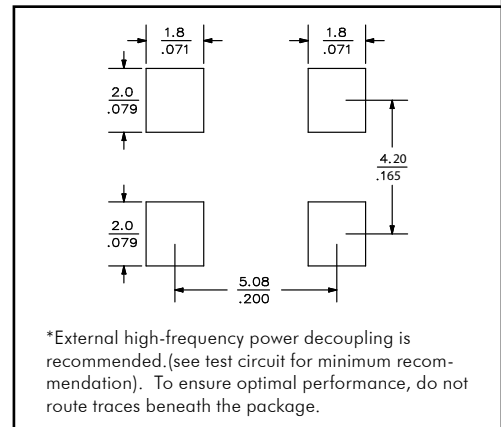 1.8 1.8
.071 .071
2.0
.079
4.20
.165
2.0
.079
5.08
.200
*External high-frequency power decoupling is
recommended.(see test circuit for minimum recom-
mendation).  To ensure optimal performance, do not
route traces beneath the package.